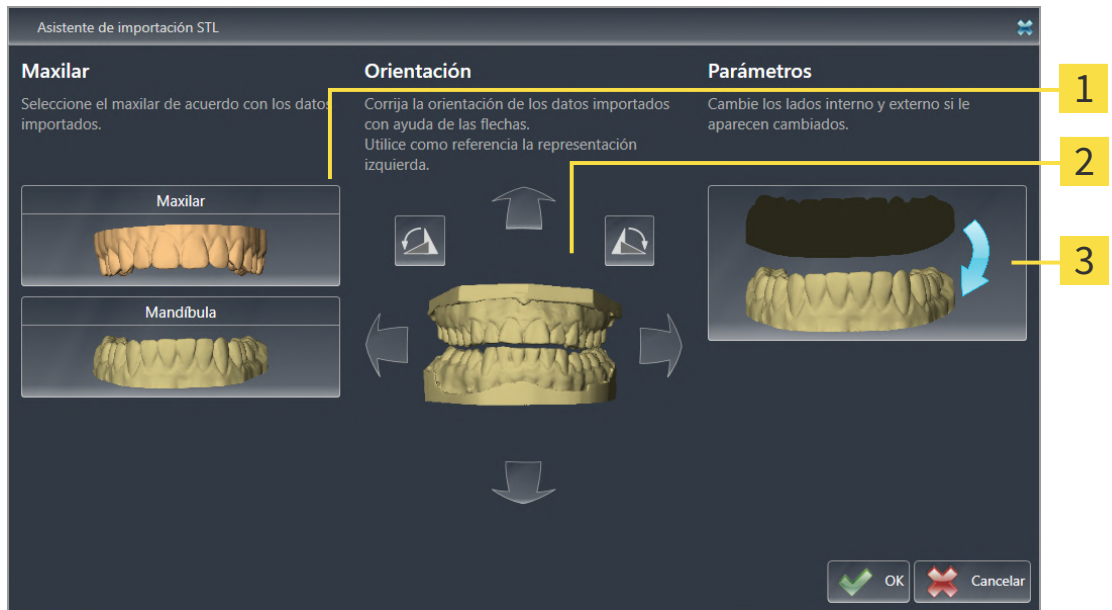 Asistente de importación STL
Maxilar
Seleccione el maxilar de acuerdo con los datos
importados.
Maxilar
Mandíbula
Orientación
Corrija la orientación de los datos importados
con ayuda de las flechas.
Utilice como referencia la representación
izquierda.
Parámetros
Cambie los lados interno y externo si le
aparecen cambiados.
OK
Cancelar
1
2
3